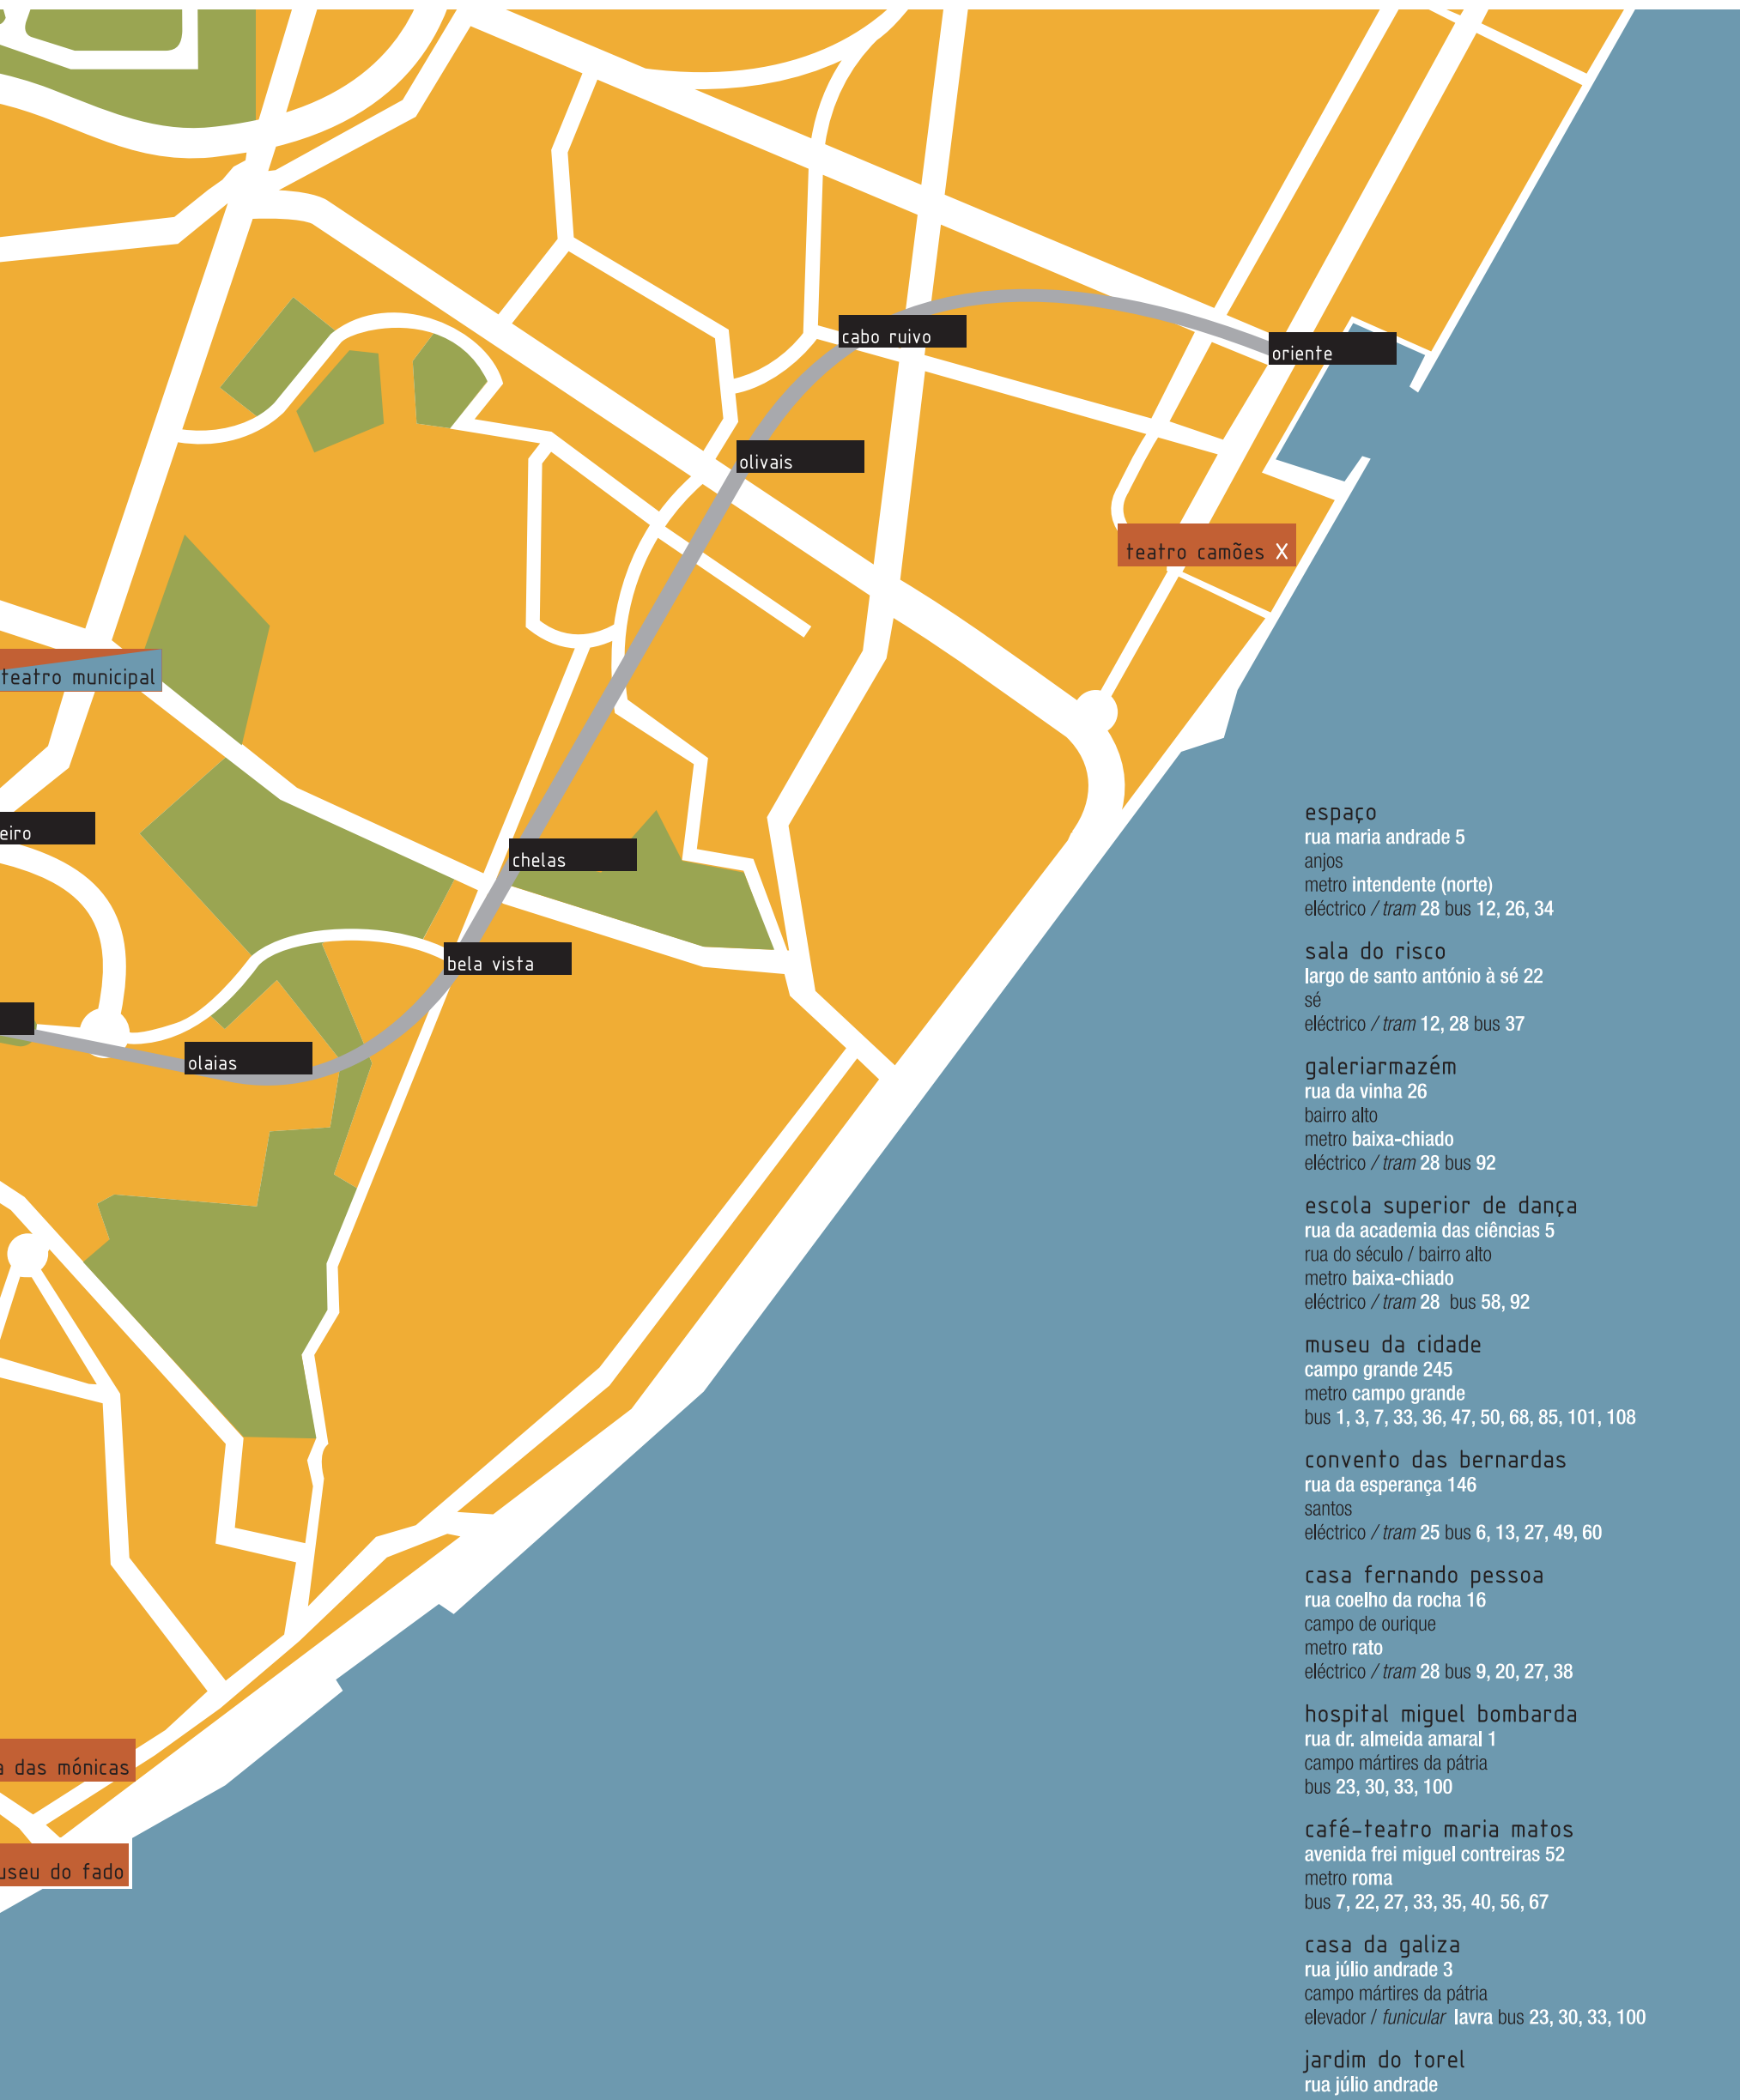 cabo ruivo
oriente
olivais
teatro camões X
teatro municipal
eiro
chelas
bela vista
olaias
das mónicas
useu do fado
espaço
rua maria andrade 5
anjos
metro intendente (norte)
eléctrico / tram 28 bus 12, 26, 34
sala do risco
largo de santo antónio à sé 22
sé
eléctrico / tram 12, 28 bus 37
galeriarmazém
rua da vinha 26
bairro alto
metro baixa-chiado
eléctrico / tram 28 bus 92
escola superior de dança
rua da academia das ciências 5
rua do século / bairro alto
metro baixa-chiado
eléctrico / tram 28 bus 58, 92
museu da cidade
campo grande 245
metro campo grande
bus 1, 3, 7, 33, 36, 47, 50, 68, 85, 101, 108
convento das bernardas
rua da esperança 146
santos
eléctrico / tram 25 bus 6, 13, 27, 49, 60
casa fernando pessoa
rua coelho da rocha 16
campo de ourique
metro rato
eléctrico / tram 28 bus 9, 20, 27, 38
hospital miguel bombarda
rua dr. almeida amaral 1
campo mártires da pátria
bus 23, 30, 33, 100
café-teatro maria matos
avenida frei miguel contreiras 52
metro roma
bus 7, 22, 27, 33, 35, 40, 56, 67
casa da galiza
rua júlio andrade 3
campo mártires da pátria
elevador / funicular lavra bus 23, 30, 33, 100
jardim do torel
rua júlio andrade